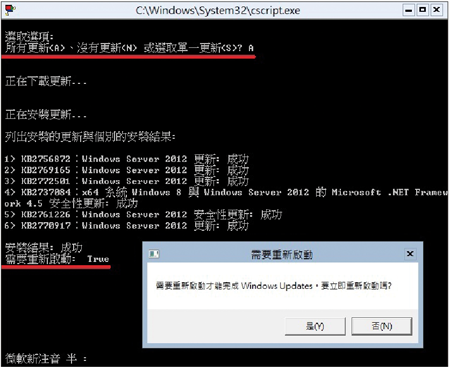 C:\Windows\System32\cscript.exe
選取選項:
所有更新<A>、沒有更新<N> 或選取單一更新<S>? A
正在下載更新...
正在安裝更新...
列出安裝的更新與個別的安裝結果:
1> KB2756872：Windows Server 2012 更新: 成功
2> KB2769165：Windows Server 2012 更新: 成功
3> KB2772501：Windows Server 2012 更新: 成功
4> KB2737084：x64 系統 Windows 8 與 Windows Server 2012 的 Microsoft .NET Framew
ork 4.5 安全性更新: 成功
5> KB2761226：Windows Server 2012 安全性更新: 成功
6> KB2770917：Windows Server 2012 更新: 成功
安裝結果: 成功
需要重新啟動: True
需要重新啟動
需要重新啟動才能完成 Windows Updates。要立即重新啟動嗎?
是(Y)
否(N)
微軟新注音 半 :